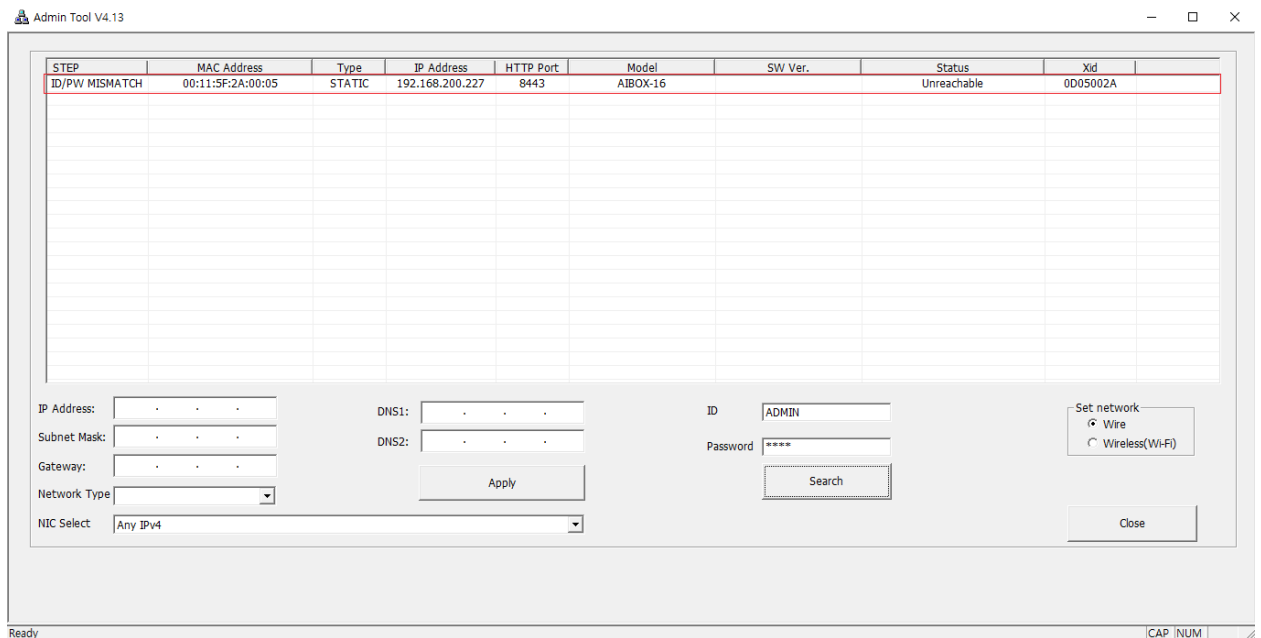 Admin Tool V4.13
STEP MAC Address Type IP Address HTTP Port Model SW Ver. Status Xid
ID/PW MISMATCH 00:11:5F:2A:00:05 STATIC 192.168.200.227 8443 AIBOX-16 Unreachable 0D05002A
IP Address: . . . DNS1: . . . ID ADMIN Set network
Wire
Subnet Mask: . . . DNS2: . . . Password **** Wireless(Wi-Fi)
Gateway: . . .
Apply Search
Network Type
NIC Select Any IPv4 Close
Ready CAP NUM